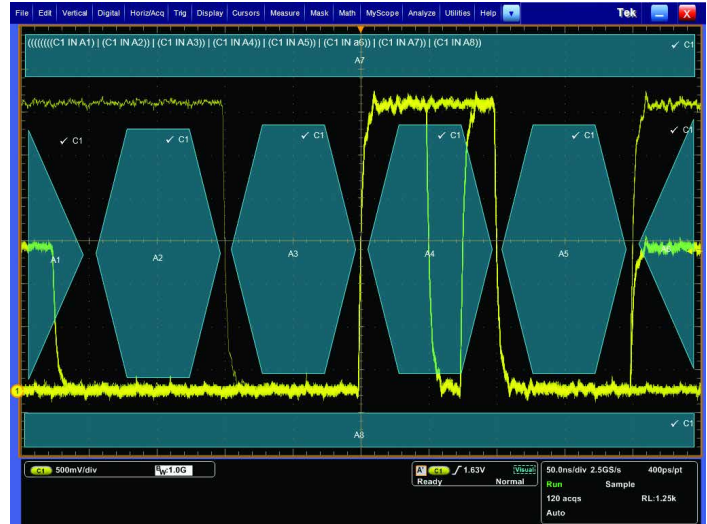 File Edit Vertical Digital Horiz/Acq Trig Display Cursors Measure Mask Math MyScope Analyze Utilities Help Tek X
((((((((C1 IN A1) | (C1 IN A2)) | (C1 IN A3)) | (C1 IN A4)) | (C1 IN A5)) | (C1 IN a6)) | (C1 IN A7)) | (C1 IN A8)) C1
A7
C1 C1 C1 C1 C1 C1
A1 A2 A3 A4 A5
1
C1
A8
C1 500mV/div BW:1.0G
A' C1 1.63V Visual
Ready Normal
50.0ns/div 2.5GS/s 400ps/pt
Run Sample
120 acqs RL:1.25k
Auto